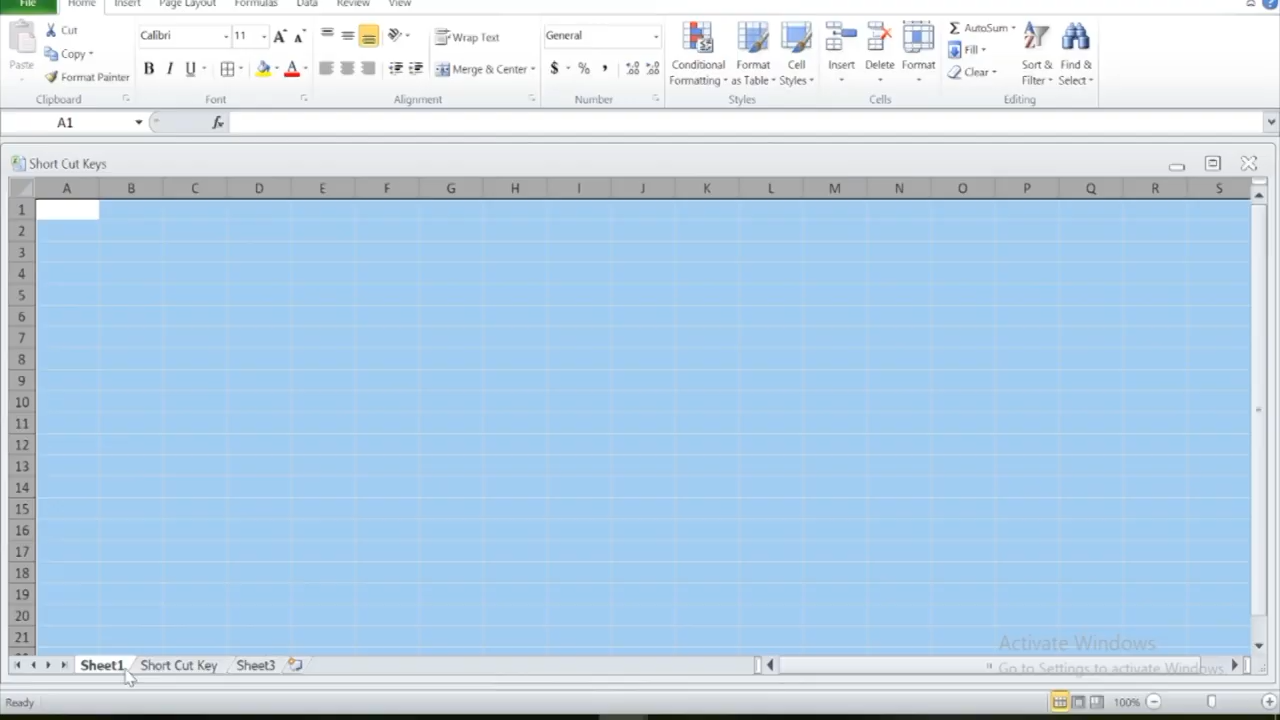 File Home Insert Page Layout Formulas Data Review View
Cut
Copy
Format Painter
Paste
Clipboard
Calibri 11
B I U
Font
Wrap Text
Merge & Center
Alignment
General
$ % ,
Number
Conditional Formatting
Format as Table
Cell Styles
Styles
Insert
Delete
Format
Cells
AutoSum
Fill
Clear
Sort & Filter
Find & Select
Editing
A1 fx
Short Cut Keys
A B C D E F G H I J K L M N O P Q R S
1
2
3
4
5
6
7
8
9
10
11
12
13
14
15
16
17
18
19
20
21
Activate Windows
Go to Settings to activate Windows.
Sheet1 Short Cut Key Sheet3
Ready 100%